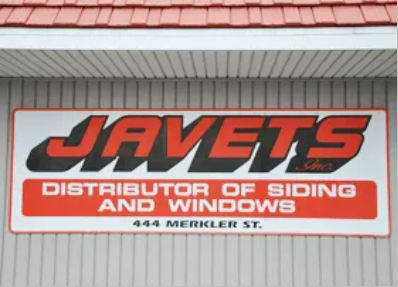 JAVETS Inc.
DISTRIBUTOR OF SIDING
AND WINDOWS
444 MERKLER ST.